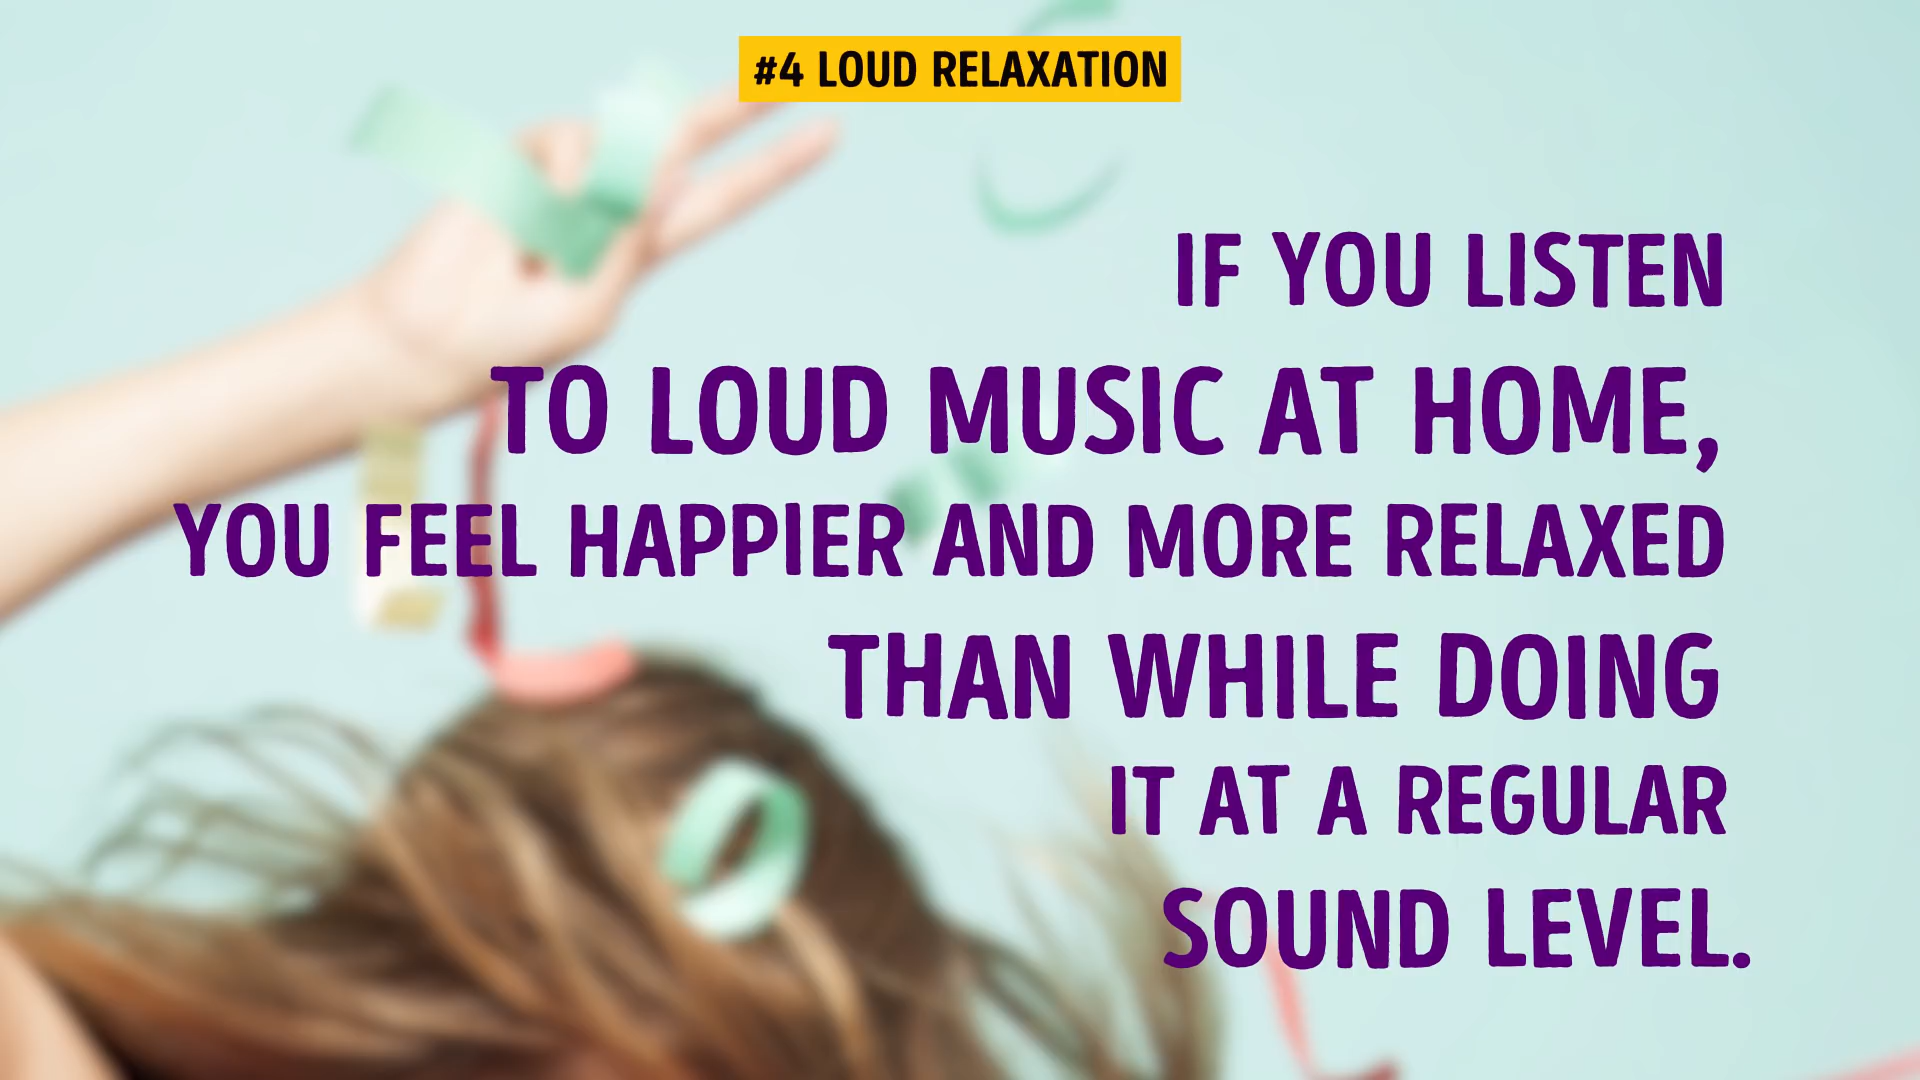 #4 LOUD RELAXATION
IF YOU LISTEN
TO LOUD MUSIC AT HOME,
YOU FEEL HAPPIER AND MORE RELAXED
THAN WHILE DOING
IT AT A REGULAR
SOUND LEVEL.